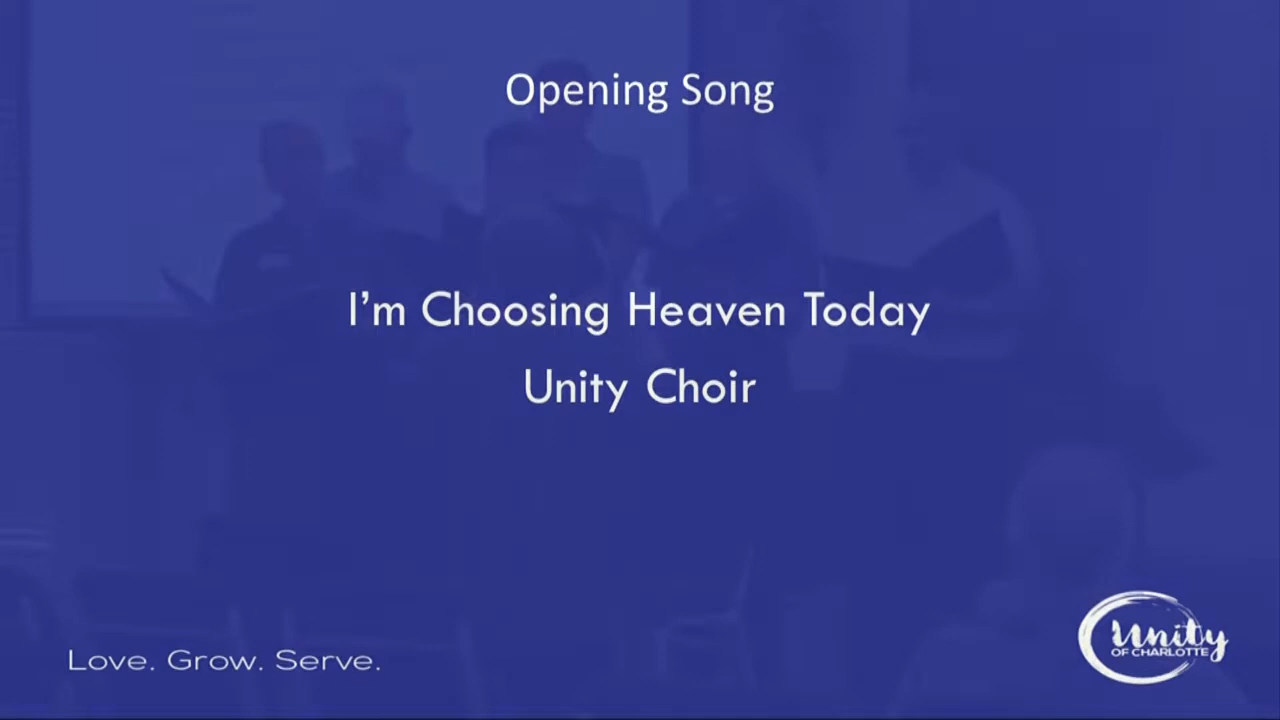 Opening Song
I'm Choosing Heaven Today
Unity Choir
Love. Grow. Serve.
Unity
OF CHARLOTTE